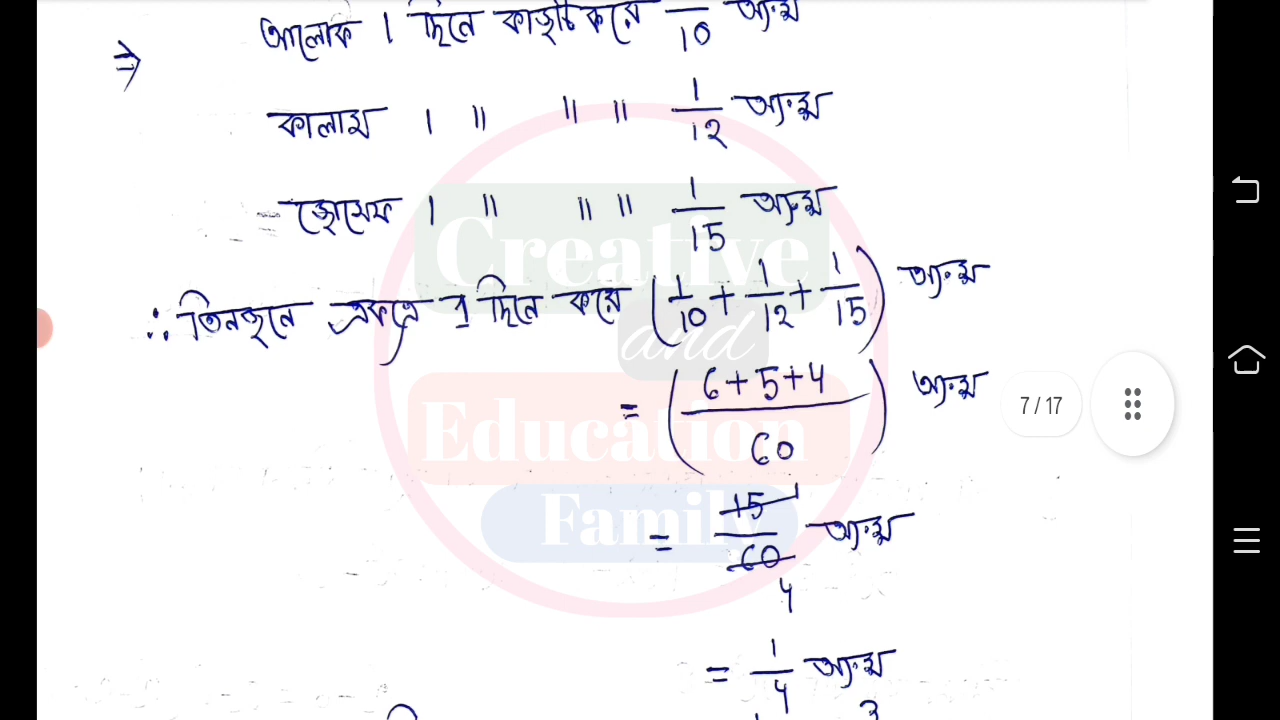 আলোক 1 দিনে কাজটি করে /10 অংশ
⇒
কালাম 1 " " " 1/12 অংশ
জোসেফ 1 " " " 1/15 অংশ
∴ তিনজনে একত্রে 1 দিনে করে (1/10 + 1/12 + 1/15) অংশ
= (6+5+4 / 60) অংশ
= 15/60 অংশ
1
4
= 1/4 অংশ
3
Creative
and
Education
Family
7 / 17